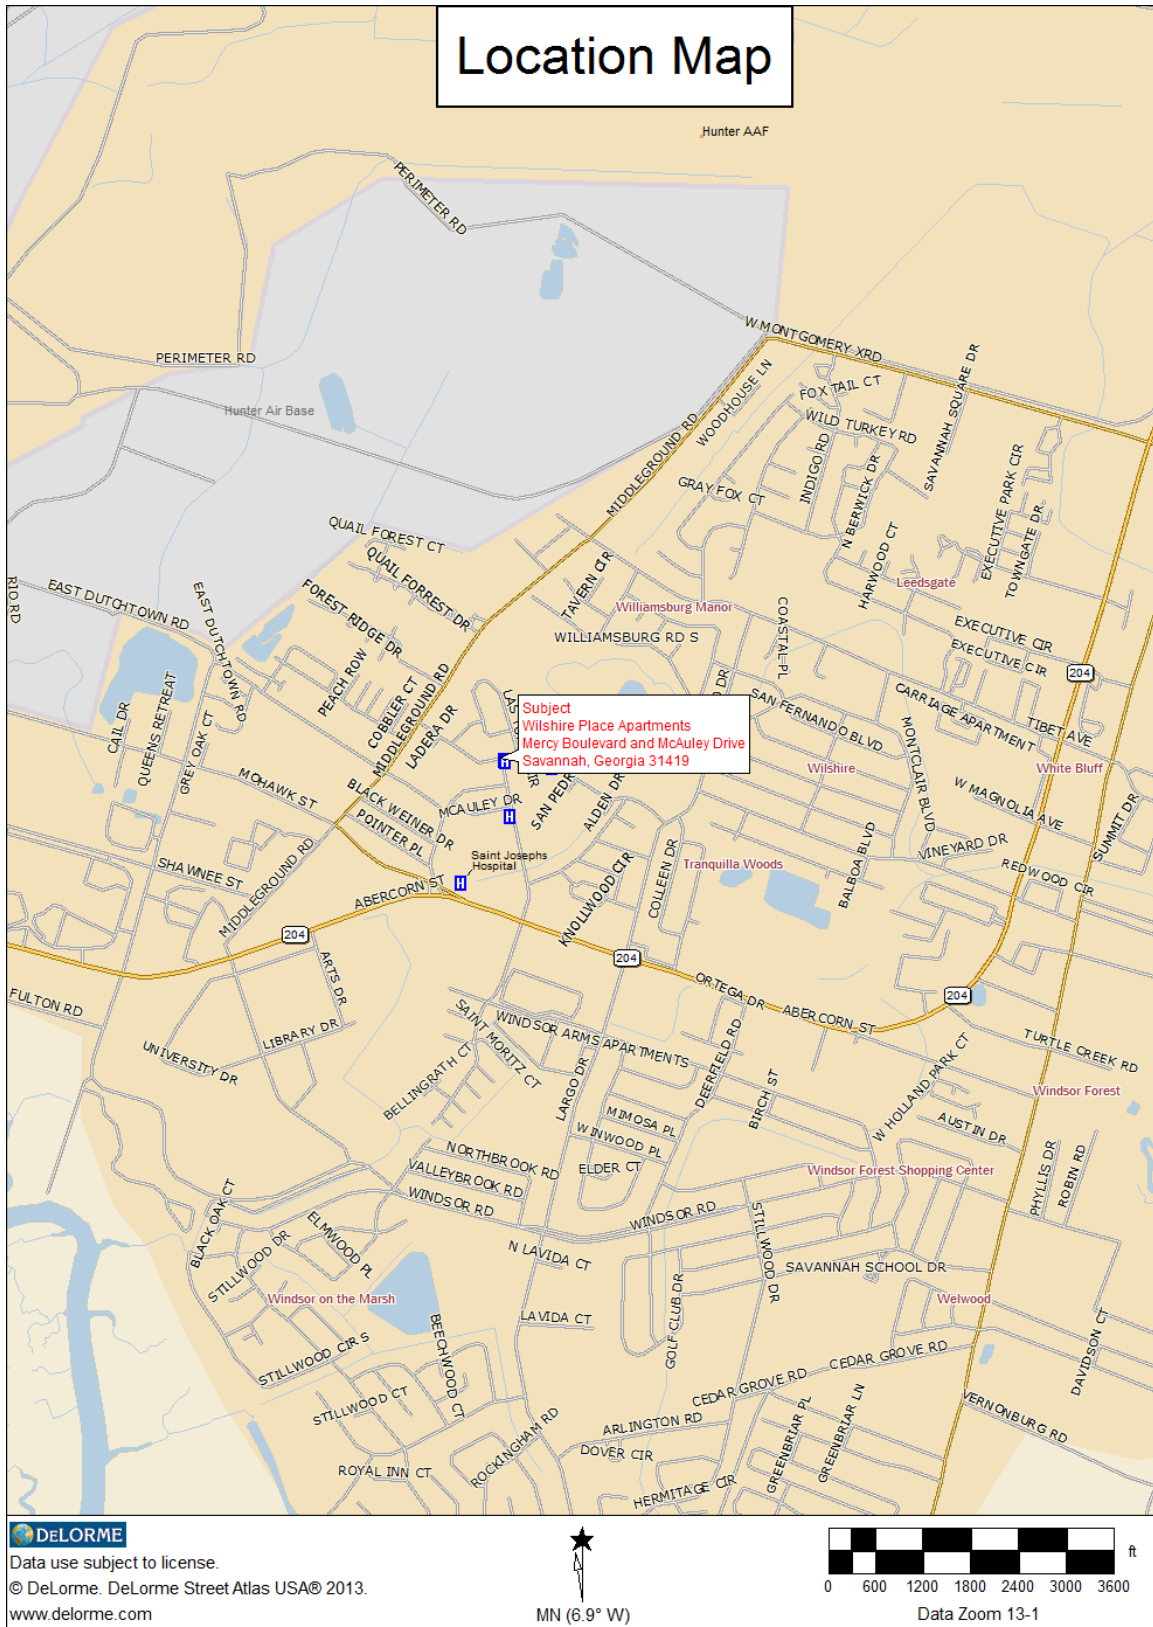 Location Map
Hunter AAF
PERIMETER RD
W MONTGOMERY XRD
PERIMETER RD
SAVANNAH SQUARE DR
WOODHOUSE LN
FOX TAIL CT
Hunter Air Base
WILD TURKEY RD
MIDDLEGROUND RD
INDIGO RD
EXECUTIVE PARK CIR
GRAY FOX CT
N BERWICK DR
TOWNGATE DR
QUAIL FOREST CT
HARWOOD CT
QUAIL FORREST DR
Leedsgate
RIO RD
EAST DUTCHTOWN RD
EAST DUTCHTOWN RD
FOREST RIDGE DR
TAVERN CIR
Williamsburg Manor
COASTAL PL
WILLIAMSBURG RD S
EXECUTIVE CIR
EXECUTIVE CIR
204
PEACH ROW
COBBLER CT
MIDDLEGROUND RD
LADERA DR
CAIL DR
QUEENS RETREAT
GREY OAK CT
SAN FERNANDO BLVD
CARRIAGE APARTMENT
TIBET AVE
MONTCLAIR BLVD
Subject
Wilshire Place Apartments
Mercy Boulevard and McAuley Drive
Savannah, Georgia 31419
H
Wilshire
White Bluff
MOHAWK ST
BLACK WEINER DR
MCAULEY DR
H
SAN PEDR
ALDEN DR
W MAGNOLIA AVE
SUMMIT DR
POINTER PL
VINEYARD DR
REDWOOD CIR
BALBOA BLVD
Saint Josephs
Hospital
H
SHAWNEE ST
MIDDLEGROUND RD
ABERCORN ST
KNOLLWOOD CIR
COLLEEN DR
Tranquilla Woods
204
204
ARTS DR
ORTEGA DR
ABERCORN ST
204
FULTON RD
LIBRARY DR
UNIVERSITY DR
SAINT MORITZ CT
WINDSOR ARMS APARTMENTS
BELLINGRATH CT
LARGO DR
DEERFIELD RD
BIRCH ST
W HOLLAND PARK CT
TURTLE CREEK RD
Windsor Forest
AUSTIN DR
MIMOSA PL
WINWOOD PL
ELDER CT
NORTHBROOK RD
VALLEYBROOK RD
WINDSOR RD
WINDSOR RD
Windsor Forest Shopping Center
PHYLLIS DR
ROBIN RD
BLACK OAK CT
STILLWOOD DR
ELMWOOD PL
N LAVIDA CT
STILLWOOD DR
SAVANNAH SCHOOL DR
Windsor on the Marsh
LAVIDA CT
GOLF CLUB DR
Welwood
STILLWOOD CIR S
BEECHWOOD CT
CEDAR GROVE RD
CEDAR GROVE RD
DAVIDSON CT
STILLWOOD CT
ROCKINGHAM RD
ARLINGTON RD
DOVER CIR
GREENBRIAR PL
GREENBRIAR LN
VERNONBURG RD
ROYAL INN CT
HERMITAGE CIR
DELORME
Data use subject to license.
© DeLorme. DeLorme Street Atlas USA® 2013.
www.delorme.com
MN (6.9° W)
ft
0 600 1200 1800 2400 3000 3600
Data Zoom 13-1